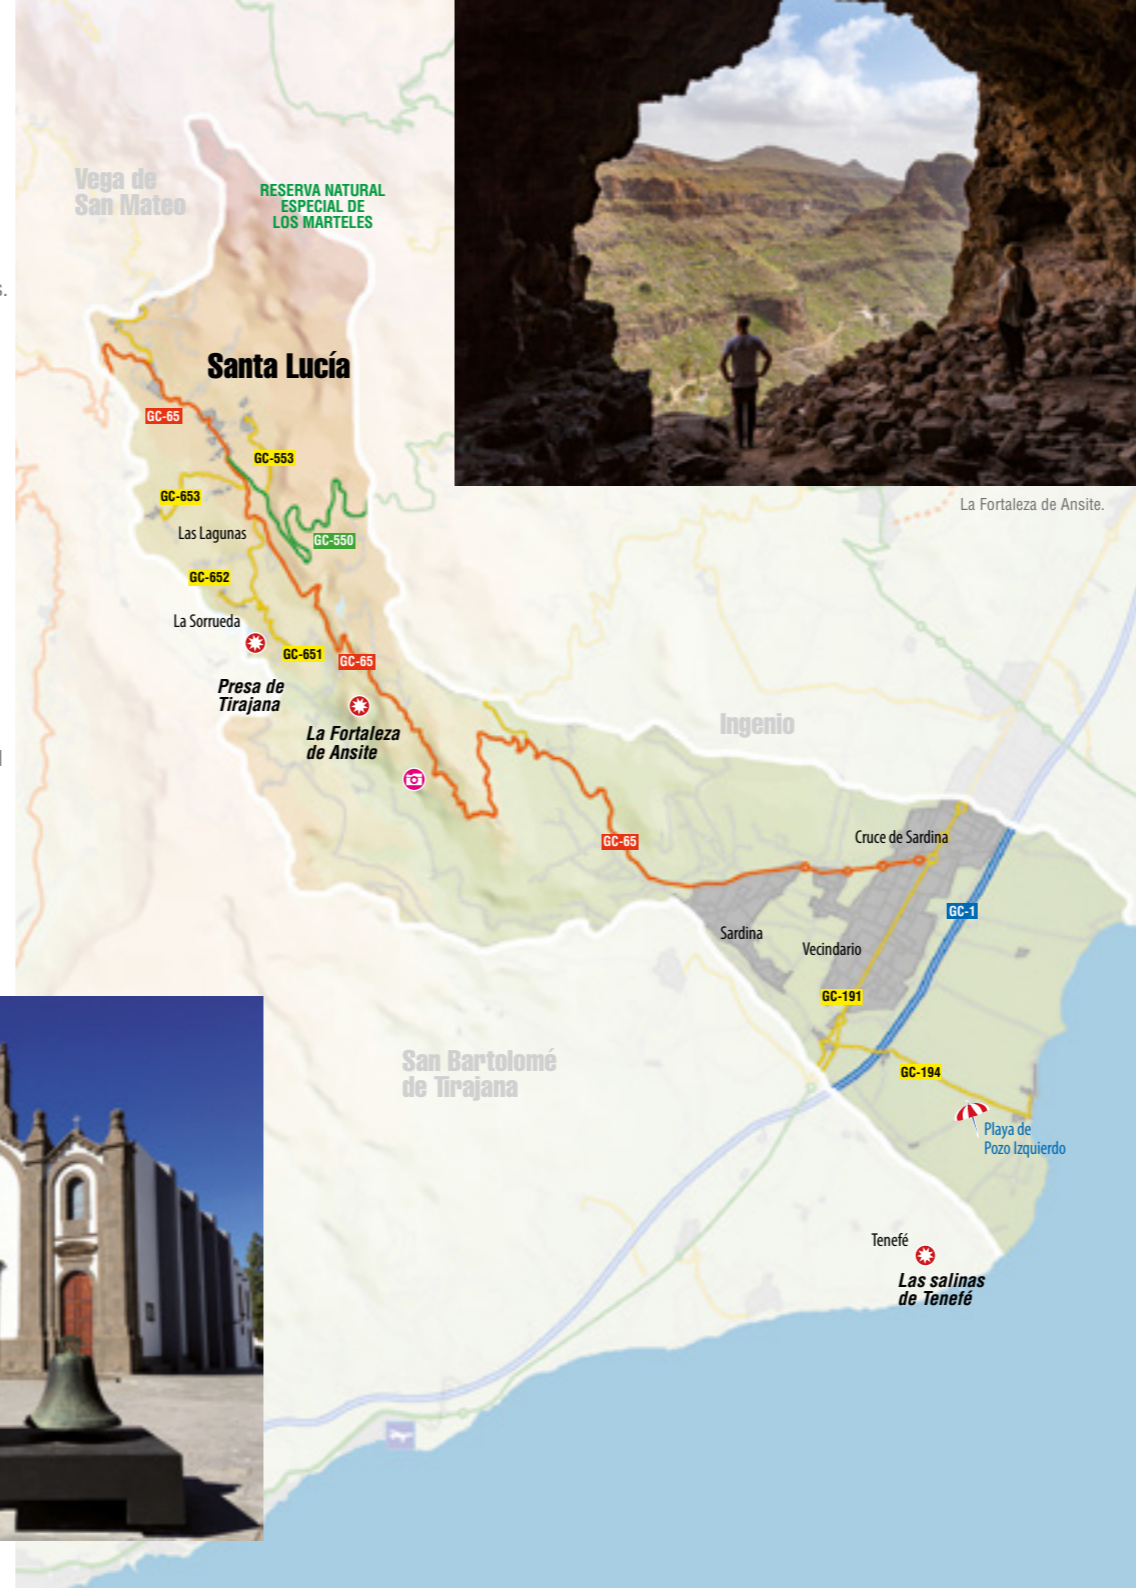 Vega de
San Mateo
RESERVA NATURAL
ESPECIAL DE
LOS MARTELES
s.
Santa Lucía
GC-65
GC-553
GC-653
La Fortaleza de Ansite.
Las Lagunas
GC-550
GC-652
La Sorrueda
GC-651
GC-65
Presa de
Tirajana
La Fortaleza
de Ansite
Ingenio
GC-65
Cruce de Sardina
GC-1
Sardina
Vecindario
GC-191
San Bartolomé
de Tirajana
GC-194
Playa de
Pozo Izquierdo
Tenefé
Las salinas
de Tenefé